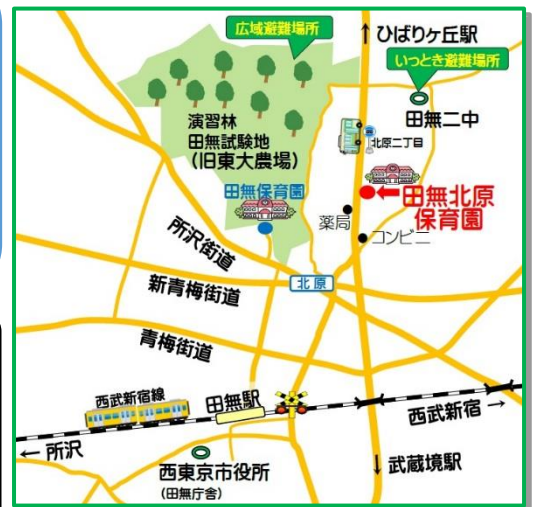 広域避難場所
↑ ひばりヶ丘駅
いっとき避難場所
田無二中
演習林
田無試験地
(旧東大農場)
北原二丁目
田無保育園
田無北原
保育園
薬局
コンビニ
所沢街道
北原
新青梅街道
青梅街道
西武新宿線
田無駅
西武新宿 →
← 所沢
西東京市役所
(田無庁舎)
↓ 武蔵境駅